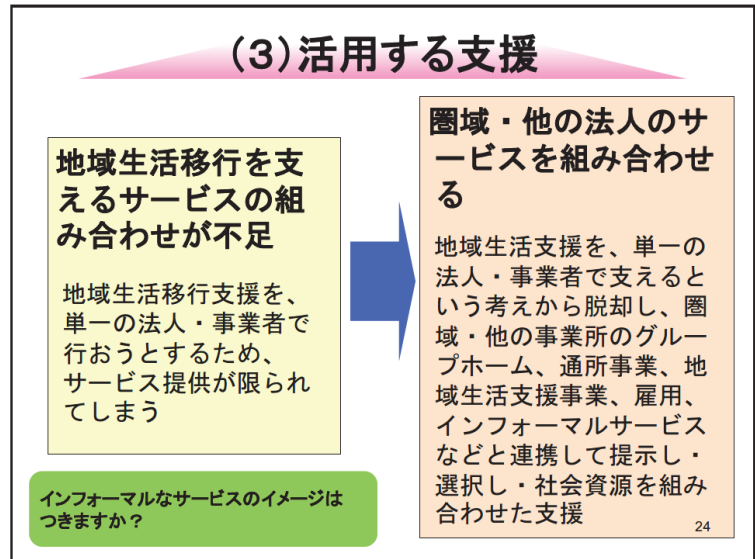 (３)活用する支援
地域生活移行を支
えるサービスの組
み合わせが不足
地域生活移行支援を、
単一の法人・事業者で
行おうとするため、
サービス提供が限られ
てしまう
インフォーマルなサービスのイメージは
つきますか？
圏域・他の法人のサ
ービスを組み合わせ
る
地域生活支援を、単一の
法人・事業者で支えると
いう考えから脱却し、圏
域・他の事業所のグルー
プホーム、通所事業、地
域生活支援事業、雇用、
インフォーマルサービス
などと連携して提示し・
選択し・社会資源を組み
合わせた支援
24